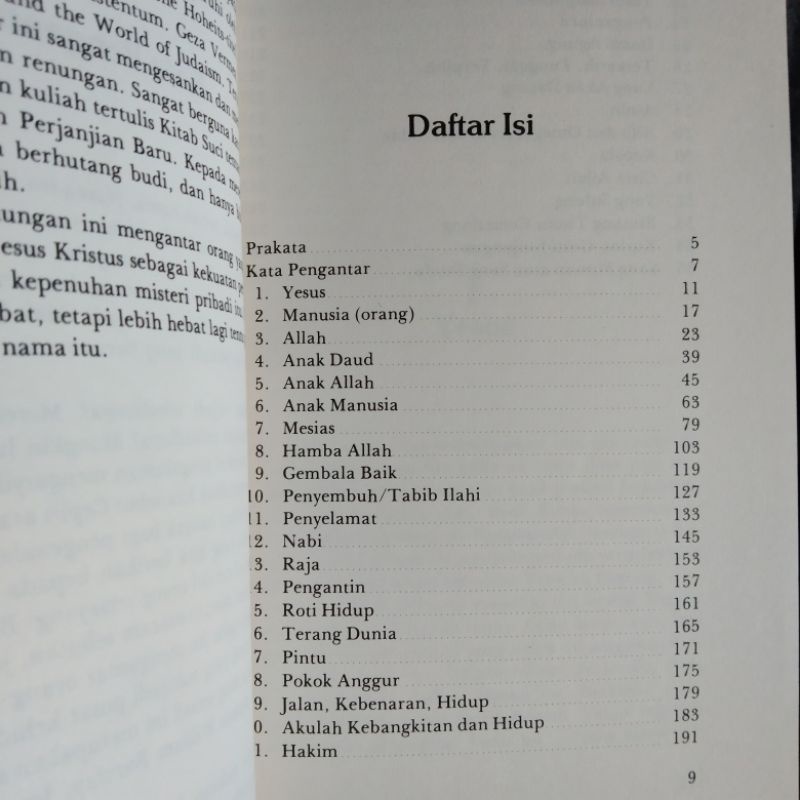 Hoheits-
stentum. Geza
and the World of Judaism.
ini sangat mengesankan dan
renungan. Sangat berguna
kuliah tertulis Kitab Suci
Perjanjian Baru. Kepada
berhutang budi, dan hanya
ungan ini mengantar orang
esus Kristus sebagai kekuatan
kepenuhan misteri pribadi
bat, tetapi lebih hebat lagi
nama itu.
Daftar Isi
Prakata 5
Kata Pengantar 7
1. Yesus 11
2. Manusia (orang) 17
3. Allah 23
4. Anak Daud 39
5. Anak Allah 45
6. Anak Manusia 63
7. Mesias 79
8. Hamba Allah 103
9. Gembala Baik 119
10. Penyembuh/Tabib Ilahi 127
11. Penyelamat 133
12. Nabi 145
3. Raja 153
4. Pengantin 157
5. Roti Hidup 161
6. Terang Dunia 165
7. Pintu 171
8. Pokok Anggur 175
9. Jalan, Kebenaran, Hidup 179
0. Akulah Kebangkitan dan Hidup 183
1. Hakim 191
9